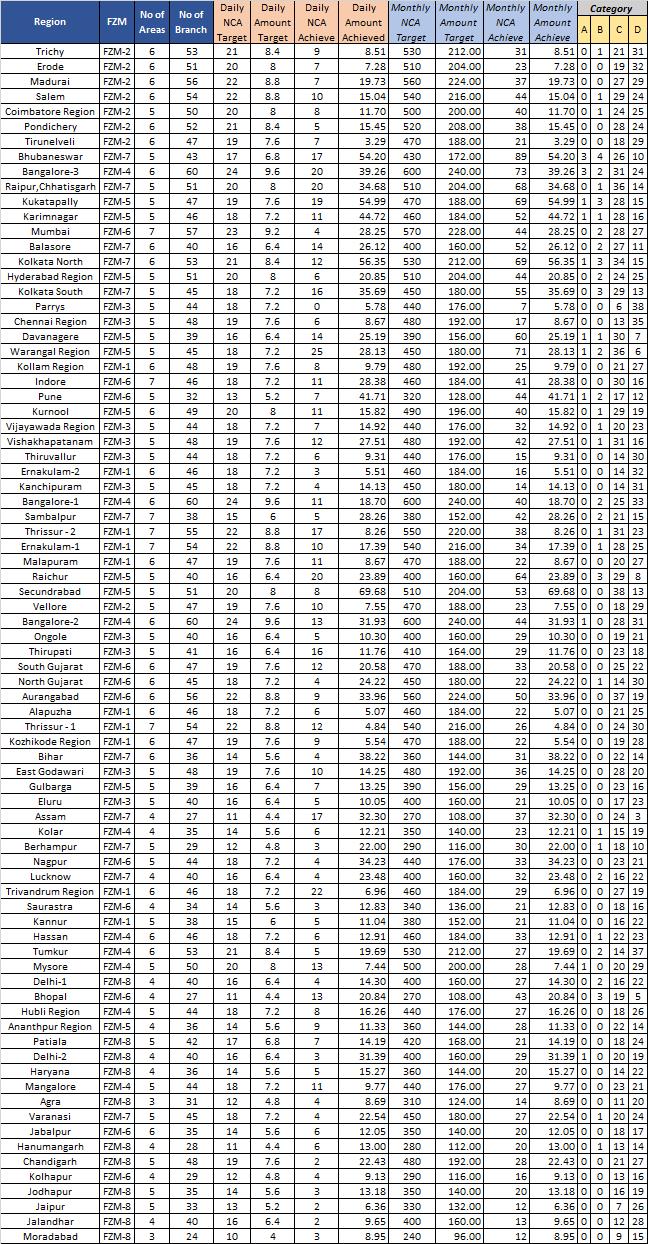 Region FZM No of Areas No of Branch Daily NCA Target Daily Amount Target Daily NCA Achieve Daily Amount Achieved Monthly NCA Target Monthly Amount Target Monthly NCA Achieve Monthly Amount Achieve Category
A B C D
Trichy FZM-2 6 53 21 8.4 9 8.51 530 212.00 31 8.51 0 1 21 31
Erode FZM-2 6 51 20 8 7 7.28 510 204.00 23 7.28 0 0 19 32
Madurai FZM-2 6 56 22 8.8 7 19.73 560 224.00 37 19.73 0 0 27 29
Salem FZM-2 6 54 22 8.8 10 15.04 540 216.00 44 15.04 0 1 29 24
Coimbatore Region FZM-2 5 50 20 8 8 11.70 500 200.00 40 11.70 0 1 24 25
Pondichery FZM-2 6 52 21 8.4 5 15.45 520 208.00 38 15.45 0 0 28 24
Tirunelveli FZM-2 6 47 19 7.6 7 3.29 470 188.00 21 3.29 0 0 18 29
Bhubaneswar FZM-7 5 43 17 6.8 17 54.20 430 172.00 89 54.20 3 4 26 10
Bangalore-3 FZM-4 6 60 24 9.6 20 39.26 600 240.00 73 39.26 3 2 31 24
Raipur,Chhatisgarh FZM-7 5 51 20 8 20 34.68 510 204.00 68 34.68 0 1 36 14
Kukatapally FZM-5 5 47 19 7.6 19 54.99 470 188.00 69 54.99 1 3 28 15
Karimnagar FZM-5 5 46 18 7.2 11 44.72 460 184.00 52 44.72 1 1 28 16
Mumbai FZM-6 7 57 23 9.2 4 28.25 570 228.00 44 28.25 0 2 28 27
Balasore FZM-7 6 40 16 6.4 14 26.12 400 160.00 52 26.12 0 2 27 11
Kolkata North FZM-7 6 53 21 8.4 12 56.35 530 212.00 69 56.35 1 3 34 15
Hyderabad Region FZM-5 5 51 20 8 6 20.85 510 204.00 44 20.85 0 2 24 25
Kolkata South FZM-7 5 45 18 7.2 16 35.69 450 180.00 55 35.69 0 3 29 13
Parrys FZM-3 5 44 18 7.2 0 5.78 440 176.00 7 5.78 0 0 6 38
Chennai Region FZM-3 5 48 19 7.6 6 8.67 480 192.00 17 8.67 0 0 13 35
Davanagere FZM-5 5 39 16 6.4 14 25.19 390 156.00 60 25.19 1 1 30 7
Warangal Region FZM-5 5 45 18 7.2 25 28.13 450 180.00 71 28.13 1 2 36 6
Kollam Region FZM-1 6 48 19 7.6 8 9.79 480 192.00 25 9.79 0 0 21 27
Indore FZM-6 7 46 18 7.2 11 28.38 460 184.00 41 28.38 0 0 30 16
Pune FZM-6 5 32 13 5.2 7 41.71 320 128.00 44 41.71 1 2 17 12
Kurnool FZM-5 6 49 20 8 11 15.82 490 196.00 40 15.82 0 1 29 19
Vijayawada Region FZM-3 5 44 18 7.2 7 14.92 440 176.00 32 14.92 0 1 20 23
Vishakhapatanam FZM-3 5 48 19 7.6 12 27.51 480 192.00 42 27.51 0 1 31 16
Thiruvallur FZM-3 5 44 18 7.2 6 9.31 440 176.00 15 9.31 0 0 14 30
Ernakulam-2 FZM-1 6 46 18 7.2 3 5.51 460 184.00 16 5.51 0 0 14 32
Kanchipuram FZM-3 5 45 18 7.2 4 14.13 450 180.00 14 14.13 0 0 14 31
Bangalore-1 FZM-4 6 60 24 9.6 11 18.70 600 240.00 40 18.70 0 2 25 33
Sambalpur FZM-7 7 38 15 6 5 28.26 380 152.00 42 28.26 0 2 21 15
Thrissur - 2 FZM-1 7 55 22 8.8 17 8.26 550 220.00 38 8.26 0 1 31 23
Ernakulam-1 FZM-1 7 54 22 8.8 10 17.39 540 216.00 34 17.39 0 1 28 25
Malapuram FZM-1 6 47 19 7.6 11 8.67 470 188.00 22 8.67 0 0 20 27
Raichur FZM-5 5 40 16 6.4 20 23.89 400 160.00 64 23.89 0 3 29 8
Secundrabad FZM-5 5 51 20 8 8 69.68 510 204.00 53 69.68 0 0 38 13
Vellore FZM-2 5 47 19 7.6 10 7.55 470 188.00 23 7.55 0 0 18 29
Bangalore-2 FZM-4 6 60 24 9.6 13 31.93 600 240.00 44 31.93 1 0 28 31
Ongole FZM-3 5 40 16 6.4 5 10.30 400 160.00 29 10.30 0 0 19 21
Thirupati FZM-3 5 41 16 6.4 16 11.76 410 164.00 29 11.76 0 0 23 18
South Gujarat FZM-6 6 47 19 7.6 12 20.58 470 188.00 33 20.58 0 0 25 22
North Gujarat FZM-6 6 45 18 7.2 4 24.22 450 180.00 22 24.22 0 1 14 30
Aurangabad FZM-6 6 56 22 8.8 9 33.96 560 224.00 50 33.96 0 0 37 19
Alapuzha FZM-1 6 46 18 7.2 6 5.07 460 184.00 22 5.07 0 0 21 25
Thrissur - 1 FZM-1 7 54 22 8.8 12 4.84 540 216.00 26 4.84 0 0 24 30
Kozhikode Region FZM-1 6 47 19 7.6 9 5.54 470 188.00 22 5.54 0 0 19 28
Bihar FZM-7 6 36 14 5.6 4 38.22 360 144.00 31 38.22 0 0 22 14
East Godawari FZM-3 5 48 19 7.6 10 14.25 480 192.00 36 14.25 0 0 28 20
Gulbarga FZM-5 5 39 16 6.4 7 13.25 390 156.00 29 13.25 0 0 23 16
Eluru FZM-3 5 40 16 6.4 5 10.05 400 160.00 21 10.05 0 0 17 23
Assam FZM-7 4 27 11 4.4 17 32.30 270 108.00 37 32.30 0 0 24 3
Kolar FZM-4 4 35 14 5.6 6 12.21 350 140.00 23 12.21 0 1 15 19
Berhampur FZM-7 5 29 12 4.8 3 22.00 290 116.00 30 22.00 0 1 18 10
Nagpur FZM-6 5 44 18 7.2 4 34.23 440 176.00 33 34.23 0 0 23 21
Lucknow FZM-7 4 40 16 6.4 4 23.48 400 160.00 32 23.48 0 2 16 22
Trivandrum Region FZM-1 6 46 18 7.2 22 6.96 460 184.00 29 6.96 0 0 27 19
Saurastra FZM-6 4 34 14 5.6 3 12.83 340 136.00 21 12.83 0 0 18 16
Kannur FZM-1 5 38 15 6 5 11.04 380 152.00 21 11.04 0 0 16 22
Hassan FZM-4 6 46 18 7.2 6 12.91 460 184.00 33 12.91 0 1 22 23
Tumkur FZM-4 6 53 21 8.4 5 19.69 530 212.00 27 19.69 0 2 14 37
Mysore FZM-4 5 50 20 8 13 7.44 500 200.00 28 7.44 1 0 20 29
Delhi-1 FZM-8 4 40 16 6.4 4 14.30 400 160.00 27 14.30 0 2 16 22
Bhopal FZM-6 4 27 11 4.4 13 20.84 270 108.00 43 20.84 0 3 19 5
Hubli Region FZM-4 5 44 18 7.2 8 16.26 440 176.00 27 16.26 0 0 18 26
Ananthpur Region FZM-5 4 36 14 5.6 9 11.33 360 144.00 28 11.33 0 0 22 14
Patiala FZM-8 5 42 17 6.8 7 14.19 420 168.00 21 14.19 0 0 18 24
Delhi-2 FZM-8 4 40 16 6.4 3 31.39 400 160.00 29 31.39 1 0 20 19
Haryana FZM-8 4 36 14 5.6 5 15.27 360 144.00 20 15.27 0 0 14 22
Mangalore FZM-4 5 44 18 7.2 11 9.77 440 176.00 27 9.77 0 0 23 21
Agra FZM-8 3 31 12 4.8 4 8.69 310 124.00 14 8.69 0 0 11 20
Varanasi FZM-7 5 45 18 7.2 4 22.54 450 180.00 27 22.54 0 1 20 24
Jabalpur FZM-6 6 35 14 5.6 6 12.05 350 140.00 20 12.05 0 0 18 17
Hanumangarh FZM-8 4 28 11 4.4 6 13.00 280 112.00 20 13.00 0 1 13 14
Chandigarh FZM-8 5 48 19 7.6 2 22.43 480 192.00 28 22.43 0 0 21 27
Kolhapur FZM-6 4 29 12 4.8 4 9.13 290 116.00 16 9.13 0 0 13 16
Jodhapur FZM-8 5 35 14 5.6 3 13.18 350 140.00 20 13.18 0 0 16 19
Jaipur FZM-8 5 33 13 5.2 2 6.36 330 132.00 12 6.36 0 0 7 26
Jalandhar FZM-8 4 40 16 6.4 2 9.65 400 160.00 13 9.65 0 0 12 28
Moradabad FZM-8 3 24 10 4 3 8.95 240 96.00 12 8.95 0 0 9 15